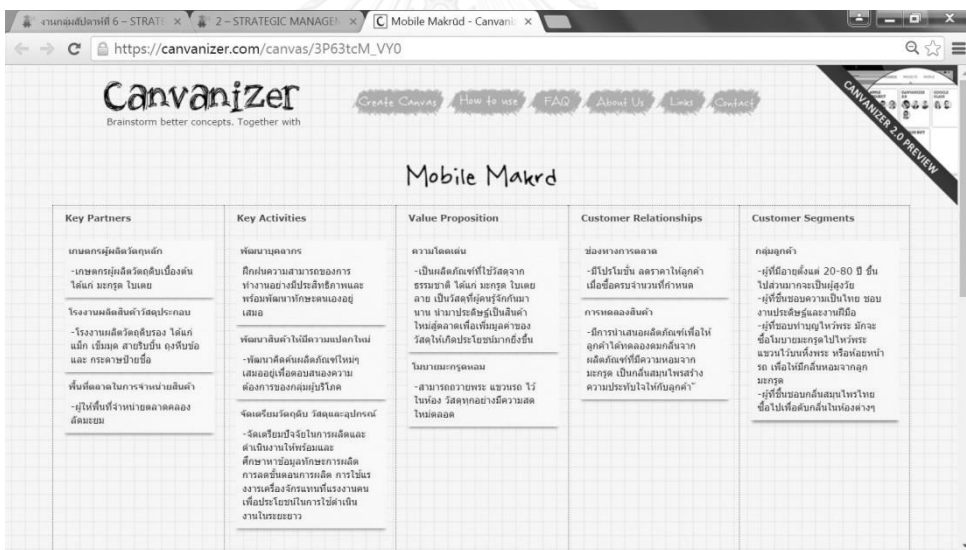 งานกลุ่มสัปดาห์ที่ 6 – STRATE
2 – STRATEGIC MANAGEM
Mobile Makrüd - Canvani
https://canvanizer.com/canvas/3P63tcM_VY0
Canvanizer
Brainstorm better concepts. Together with
Create Canvas
How to use
FAQ
About Us
Links
Contact
CANVANIZER 2.0 PREVIEW
Mobile Makrd
Key Partners
เกษตรกรผู้ผลิตวัตถุหลัก
-เกษตกรผู้ผลิตวัตถุดิบเบื้องต้น
ได้แก่ มะกรูด ใบเตย
โรงงานผลิตสินค้าวัสดุประกอบ
-โรงงานผลิตวัตถุดิบรอง ได้แก่
แม็ก เข็มมุด สายริบบิ้น ถุงหีบข้อ
และ กระดาษป้ายชื่อ
พื้นที่ตลาดในการจำหน่ายสินค้า
-ผู้ให้พื้นที่จำหน่ายตลาดคลอง
ลัดมะยม
Key Activities
พัฒนาบุคลากร
ฝึกฝนความสามารถของการ
ทำงานอย่างมีประสิทธิภาพและ
พร้อมพัฒนาทักษะตนเองอยู่
เสมอ
พัฒนาสินค้าให้มีความแปลกใหม่
-พัฒนาคิดค้นผลิตภัณฑ์ใหม่ๆ
เสมออยู่เพื่อตอบสนองความ
ต้องการของกลุ่มผู้บริโภค
จัดเตรียมวัตถุดิบ วัสดุและอุปกรณ์
-จัดเตรียมปัจจัยในการผลิตและ
ดำเนินงานให้พร้อมและ
ศึกษาหาข้อมูลทักษะการผลิต
การลดขั้นตอนการผลิต การใช้แร
งงารเครื่องจักรแทนที่แรงงานคน
เพื่อประโยชน์ในการใช้ดำเนิน
งานในระยะยาว
Value Proposition
ความโดดเด่น
-เป็นผลิตภัณฑ์ที่ใช้วัสดุจาก
ธรรมชาติ ได้แก่ มะกรูด ใบเตย
ลาย เป็นวัสดุที่ผู้คนรู้จักกันมา
นาน นำมาประดิษฐ์เป็นสินค้า
ใหม่สู่ตลาดเพื่อเพิ่มมูลค่าของ
วัสดุให้เกิดประโยชน์มากยิ่งขึ้น
โมบายมะกรูดหอม
-สามารถถวายพระ แขวนรถ ไว้
ในห้อง วัสดุทุกอย่างมีความสด
ใหม่ตลอด
Customer Relationships
ช่องทางการตลาด
-มีโปรโมชั่น ลดราคาให้ลูกค้า
เมื่อซื้อครบจำนวนที่กำหนด
การทดลองสินค้า
-มีการนำเสนอผลิตภัณฑ์เพื่อให้
ลูกค้าได้ทดลองดมกลิ่นจาก
ผลิตภัณฑ์ที่มีความหอมจาก
มะกรูด เป็นกลิ่นสมุนไพรสร้าง
ความประทับใจให้กับลูกค้า
Customer Segments
กลุ่มลูกค้า
-ผู้ที่มีอายุตั้งแต่ 20-80 ปี ขึ้น
ไปส่วนมากจะเป็นผู้สูงวัย
-ผู้ที่ชื่นชอบความเป็นไทย ชอบ
งานประดิษฐ์และงานฝีมือ
-ผู้ที่ชอบทำบุญไหว้พระ มักจะ
ซื้อโมบายมะกรูดไปไหว้พระ
แขวนไว้บนหิ้งพระ หรือห้อยหน้า
รถ เพื่อให้มีกลิ่นหอมจากลูก
มะกรูด
-ผู้ที่ชื่นชอบกลิ่นสมุนไพรไทย
ซื้อไปเพื่อดับกลิ่นในห้องต่างๆ